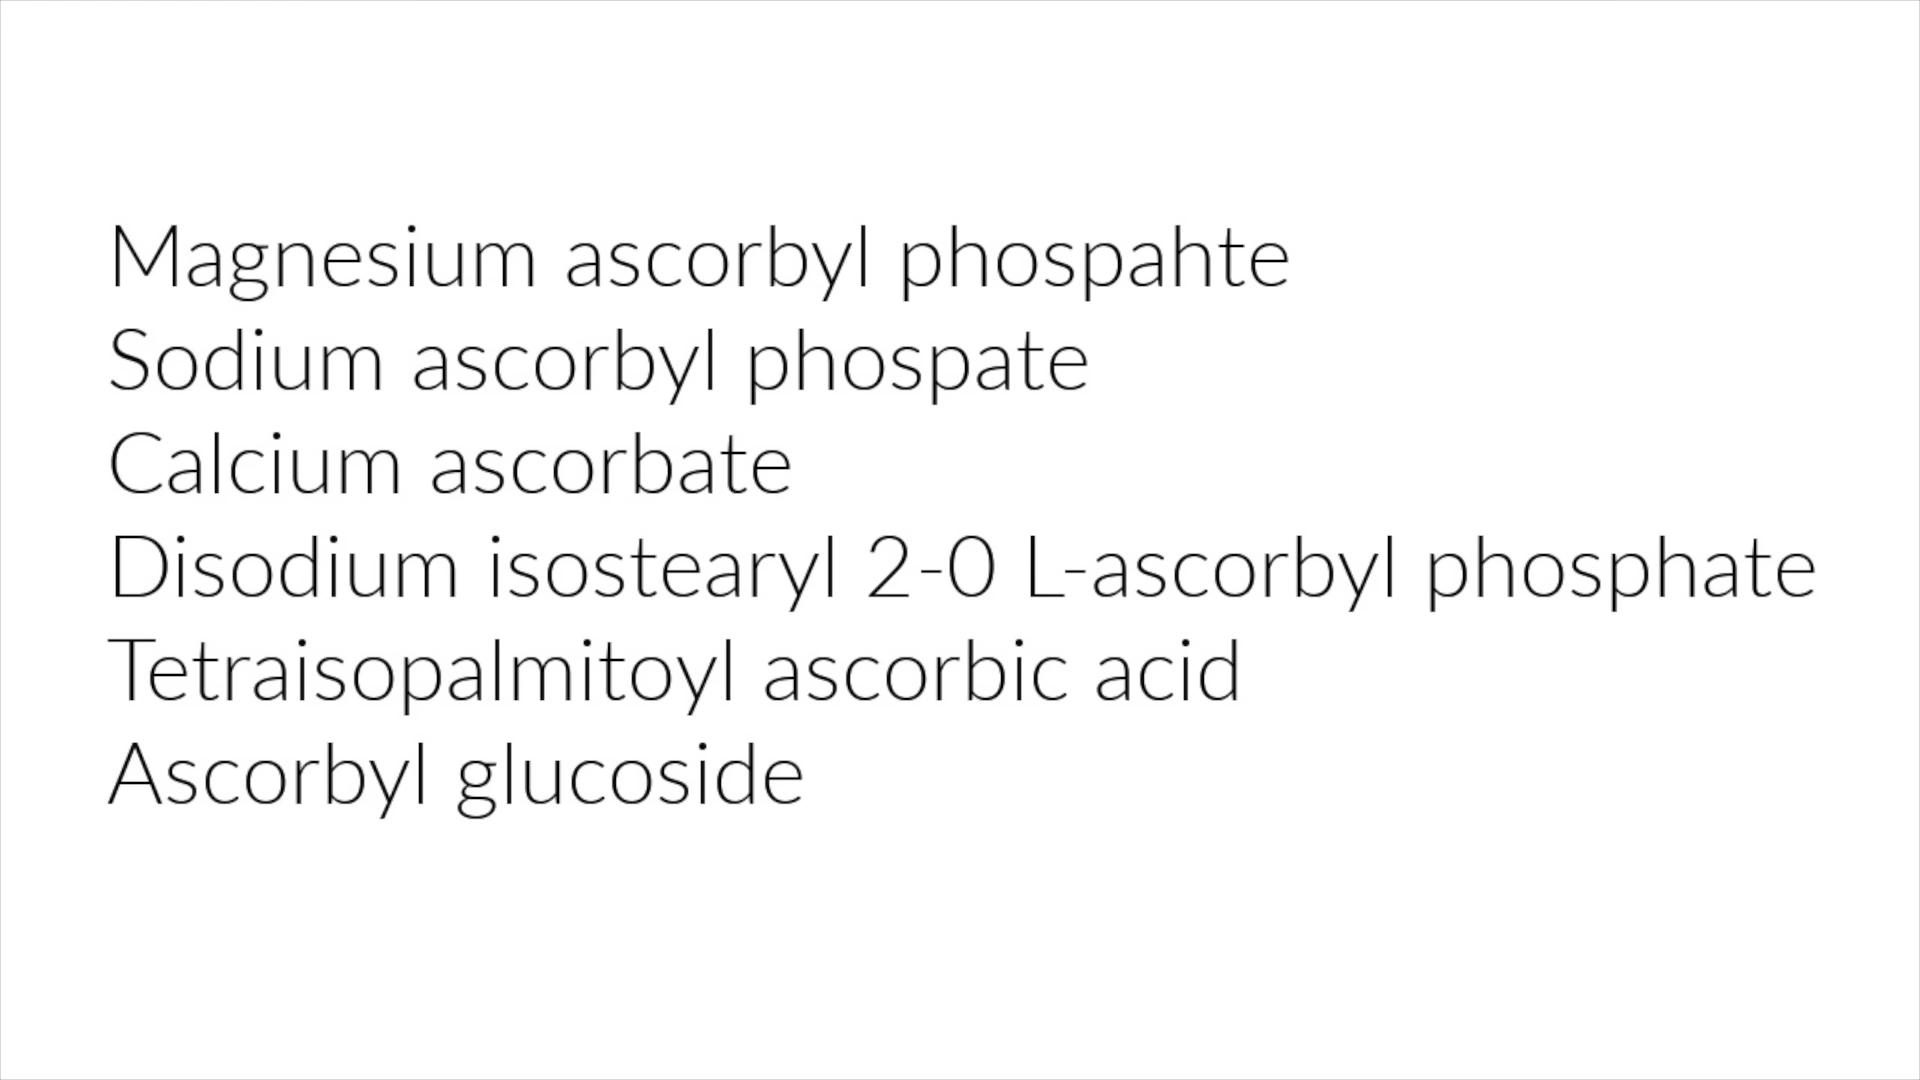 Magnesium ascorbyl phospahte
Sodium ascorbyl phospate
Calcium ascorbate
Disodium isostearyl 2-0 L-ascorbyl phosphate
Tetraisopalmitoyl ascorbic acid
Ascorbyl glucoside